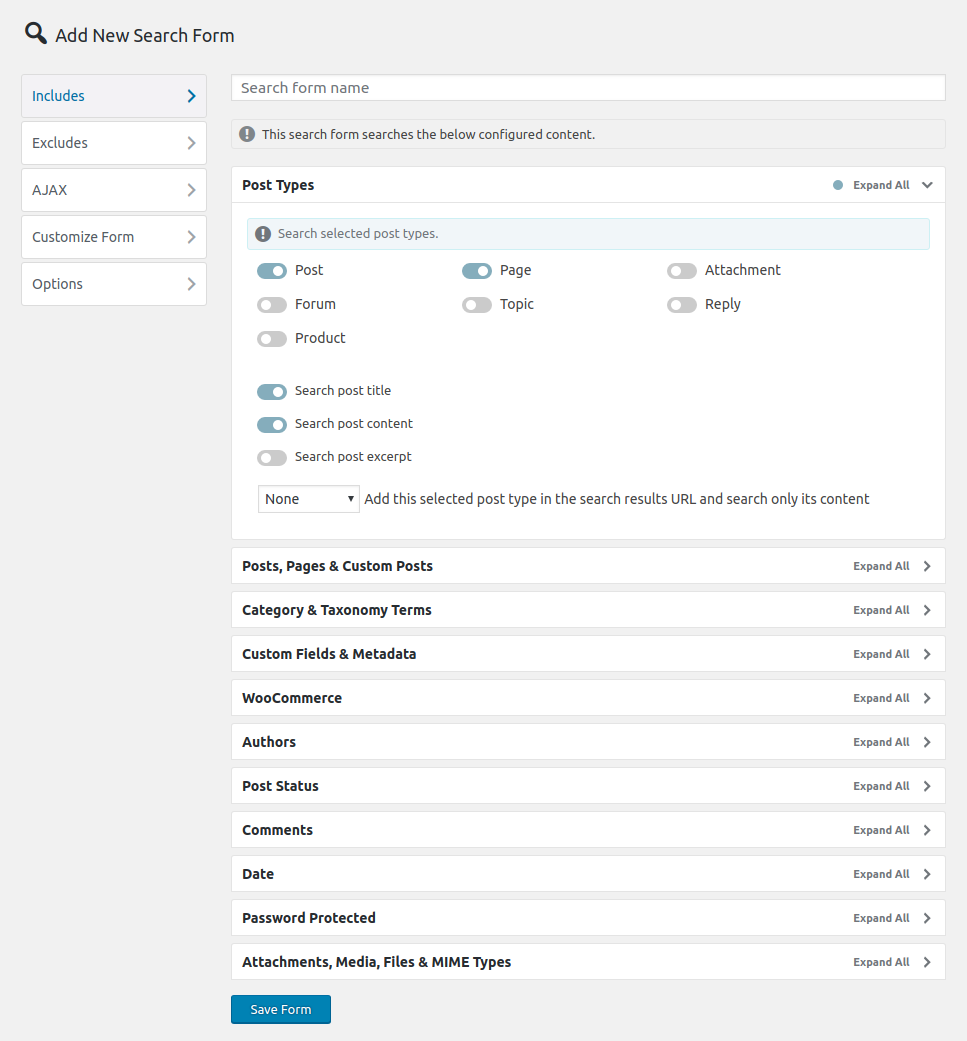 Add New Search Form
Includes
Excludes
AJAX
Customize Form
Options
Search form name
This search form searches the below configured content.
Post Types Expand All
Search selected post types.
Post Page Attachment
Forum Topic Reply
Product
Search post title
Search post content
Search post excerpt
None Add this selected post type in the search results URL and search only its content
Posts, Pages & Custom Posts Expand All
Category & Taxonomy Terms Expand All
Custom Fields & Metadata Expand All
WooCommerce Expand All
Authors Expand All
Post Status Expand All
Comments Expand All
Date Expand All
Password Protected Expand All
Attachments, Media, Files & MIME Types Expand All
Save Form